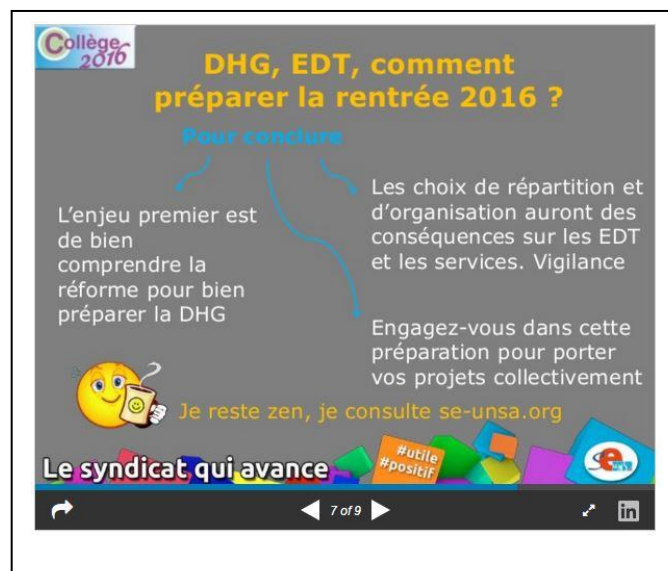 Collège
2016
DHG, EDT, comment
préparer la rentrée 2016 ?
Pour conclure
L'enjeu premier est
de bien
comprendre la
réforme pour bien
préparer la DHG
Les choix de répartition et
d'organisation auront des
conséquences sur les EDT
et les services. Vigilance
Engagez-vous dans cette
préparation pour porter
vos projets collectivement
Je reste zen, je consulte se-unsa.org
Le syndicat qui avance
#utile
#positif
Se
7 of 9
in